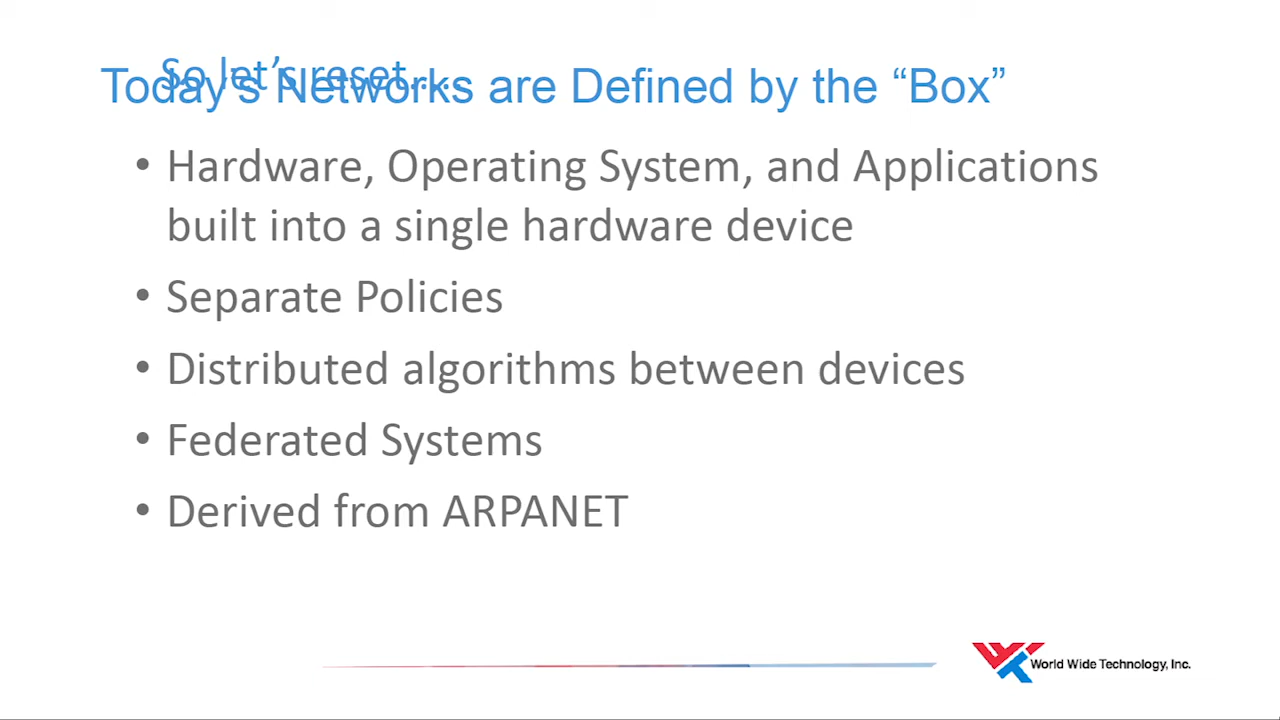 So let’s reset....
Today’s Networks are Defined by the “Box”
• Hardware, Operating System, and Applications
built into a single hardware device
• Separate Policies
• Distributed algorithms between devices
• Federated Systems
• Derived from ARPANET
World Wide Technology, Inc.